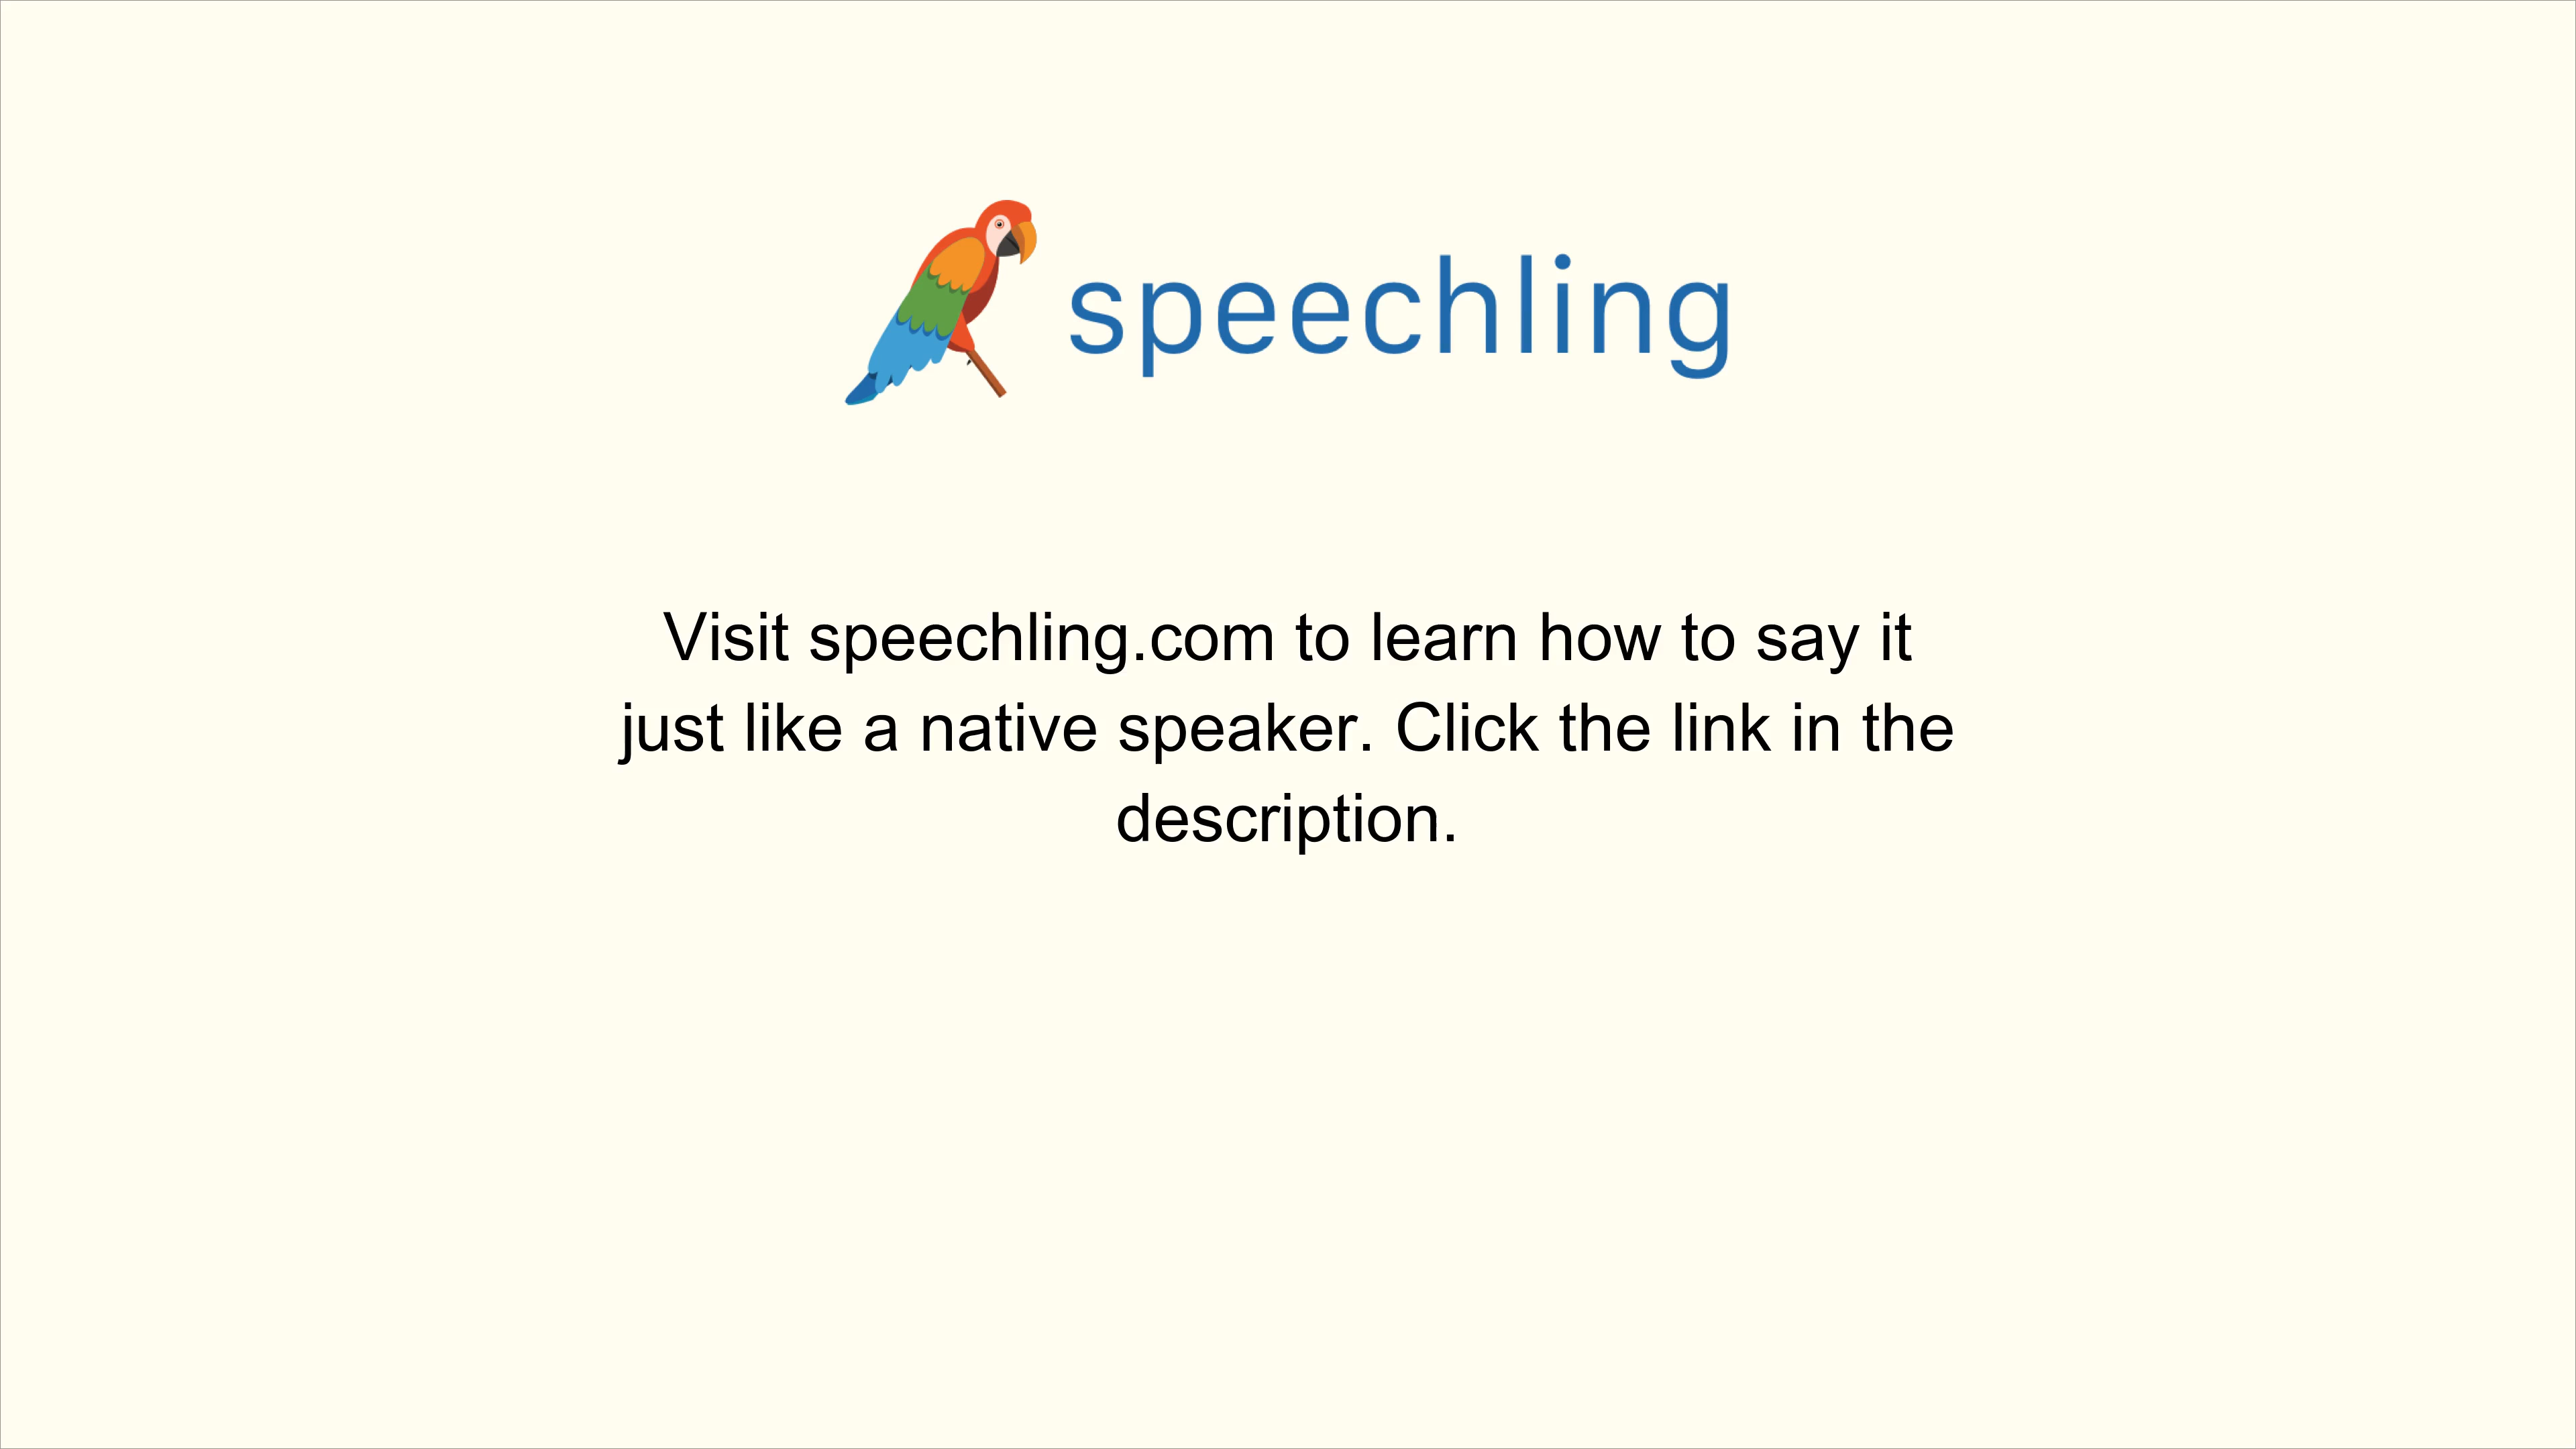 speechling
Visit speechling.com to learn how to say it
just like a native speaker. Click the link in the
description.